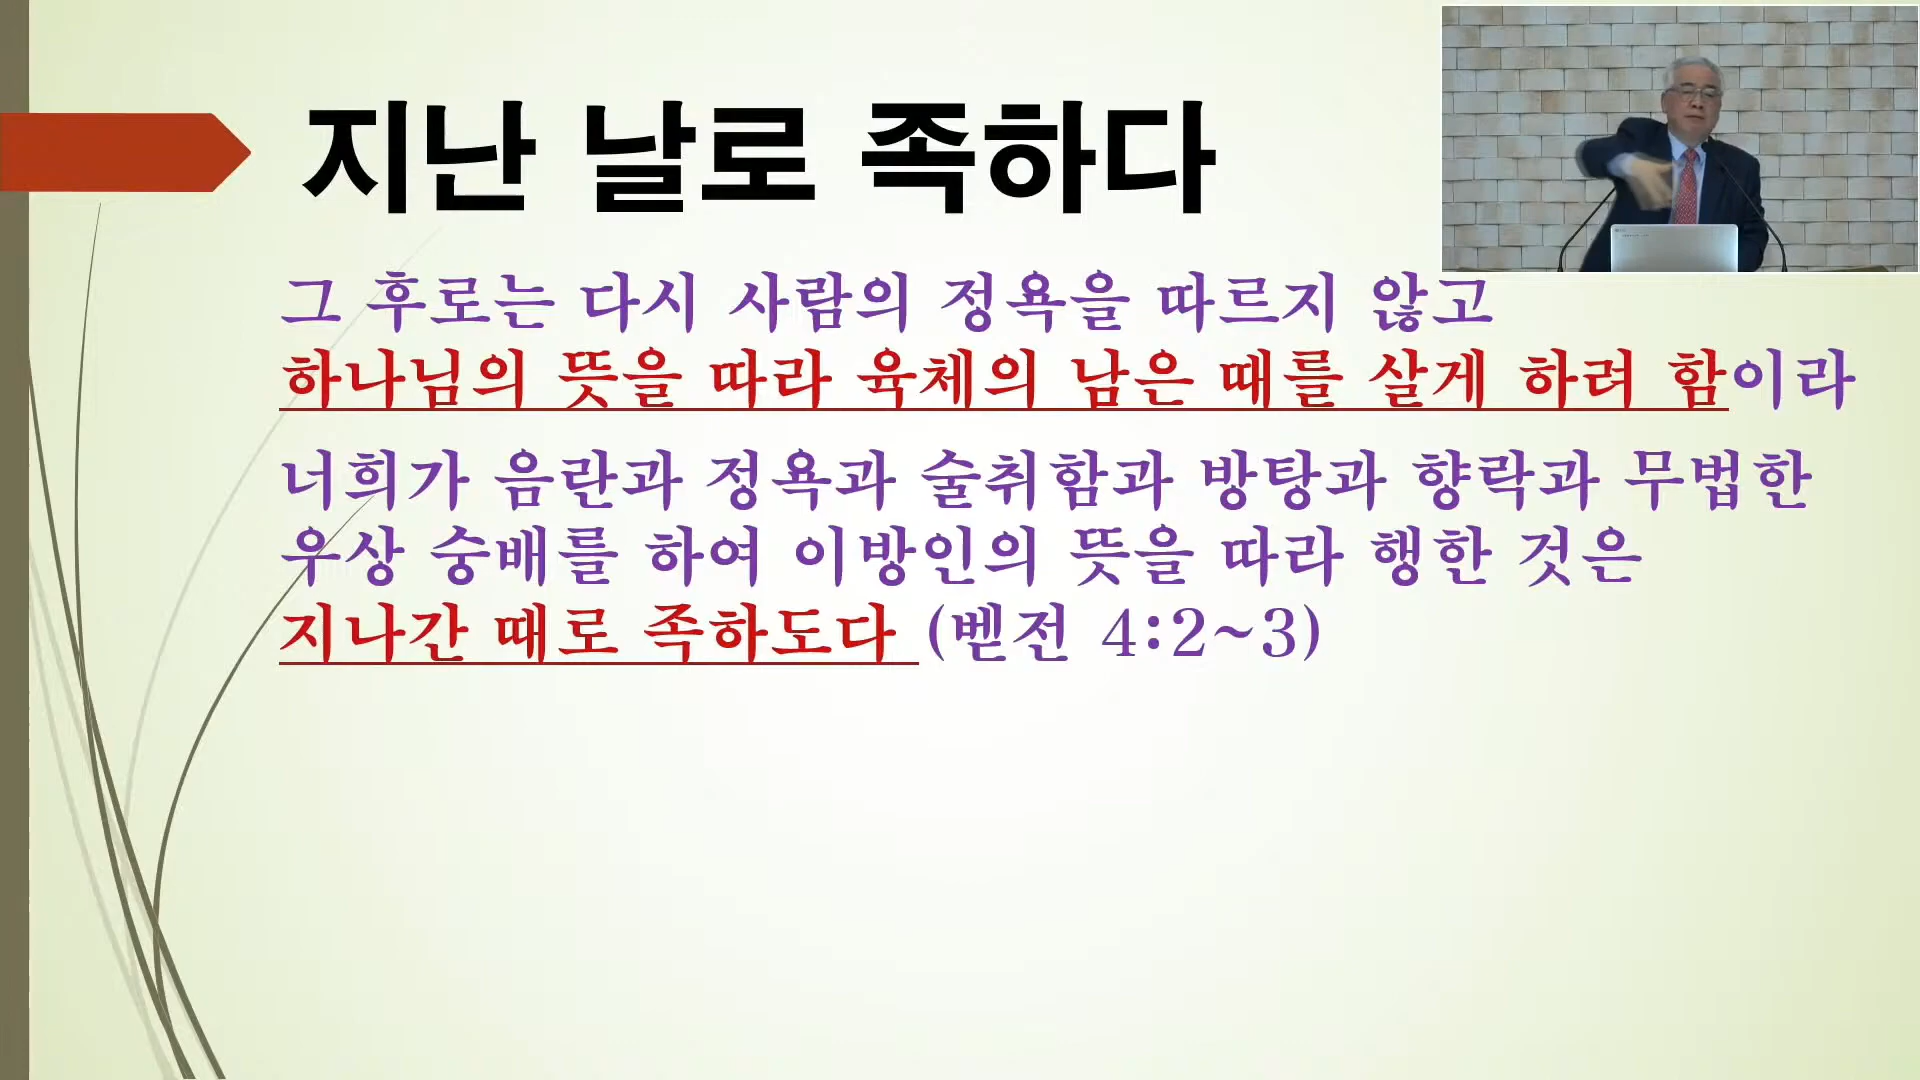 지난 날로 족하다
그 후로는 다시 사람의 정욕을 따르지 않고
하나님의 뜻을 따라 육체의 남은 때를 살게 하려 함이라
너희가 음란과 정욕과 술취함과 방탕과 향락과 무법한
우상 숭배를 하여 이방인의 뜻을 따라 행한 것은
지나간 때로 족하도다 (벧전 4:2~3)